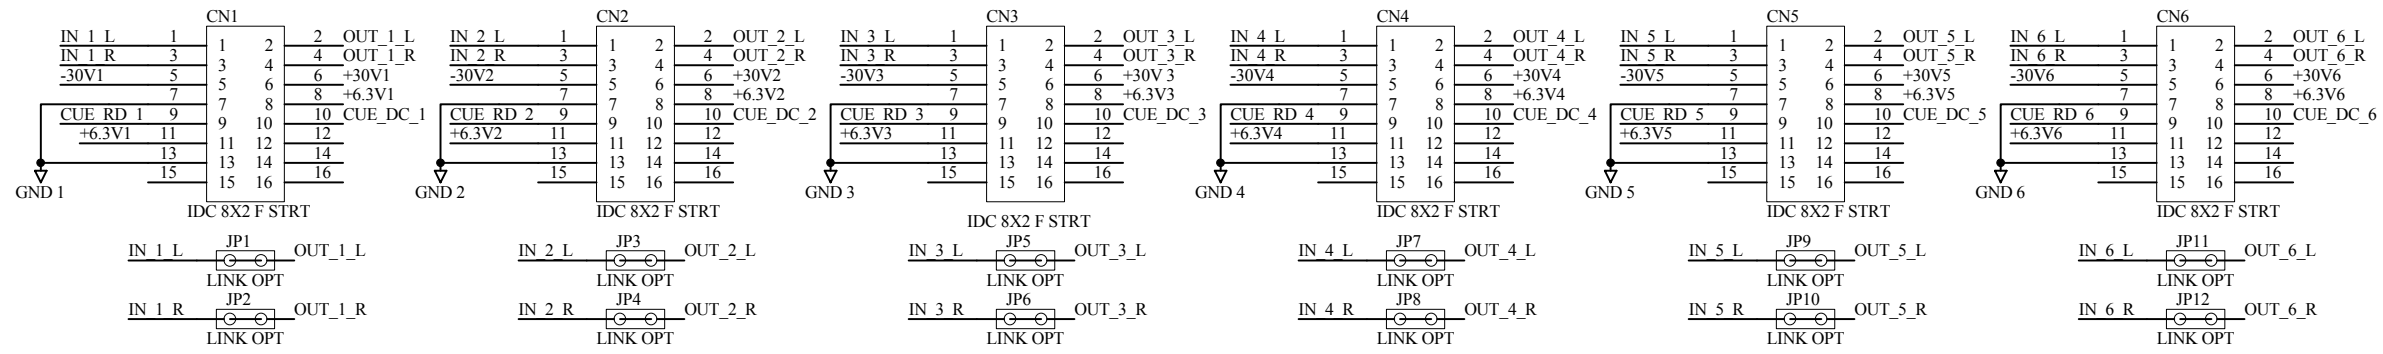 CN1 CN2 CN3 CN4 CN5 CN6
IN_1_L 1 1 2 2 OUT_1_L IN_2_L 1 1 2 2 OUT_2_L IN_3_L 1 1 2 2 OUT_3_L IN_4_L 1 1 2 2 OUT_4_L IN_5_L 1 1 2 2 OUT_5_L IN_6_L 1 1 2 2 OUT_6_L
IN_1_R 3 3 4 4 OUT_1_R IN_2_R 3 3 4 4 OUT_2_R IN_3_R 3 3 4 4 OUT_3_R IN_4_R 3 3 4 4 OUT_4_R IN_5_R 3 3 4 4 OUT_5_R IN_6_R 3 3 4 4 OUT_6_R
-30V1 5 5 6 6 +30V1 -30V2 5 5 6 6 +30V2 -30V3 5 5 6 6 +30V 3 -30V4 5 5 6 6 +30V4 -30V5 5 5 6 6 +30V5 -30V6 5 5 6 6 +30V6
7 7 8 8 +6.3V1 7 7 8 8 +6.3V2 7 7 8 8 +6.3V3 7 7 8 8 +6.3V4 7 7 8 8 +6.3V5 7 7 8 8 +6.3V6
CUE_RD_1 9 9 10 10 CUE_DC_1 CUE_RD_2 9 9 10 10 CUE_DC_2 CUE_RD_3 9 9 10 10 CUE_DC_3 CUE_RD_4 9 9 10 10 CUE_DC_4 CUE_RD_5 9 9 10 10 CUE_DC_5 CUE_RD_6 9 9 10 10 CUE_DC_6
+6.3V1 11 11 12 12 +6.3V2 11 11 12 12 +6.3V3 11 11 12 12 +6.3V4 11 11 12 12 +6.3V5 11 11 12 12 +6.3V6 11 11 12 12
13 13 14 14 13 13 14 14 13 13 14 14 13 13 14 14 13 13 14 14 13 13 14 14
15 15 16 16 15 15 16 16 15 15 16 16 15 15 16 16 15 15 16 16 15 15 16 16
GND 1 GND 2 GND 3 GND 4 GND 5 GND 6
IDC 8X2 F STRT IDC 8X2 F STRT IDC 8X2 F STRT IDC 8X2 F STRT IDC 8X2 F STRT IDC 8X2 F STRT
IN_1_L JP1 OUT_1_L IN_2_L JP3 OUT_2_L IN_3_L JP5 OUT_3_L IN_4_L JP7 OUT_4_L IN_5_L JP9 OUT_5_L IN_6_L JP11 OUT_6_L
LINK OPT LINK OPT LINK OPT LINK OPT LINK OPT LINK OPT
IN_1_R JP2 OUT_1_R IN_2_R JP4 OUT_2_R IN_3_R JP6 OUT_3_R IN_4_R JP8 OUT_4_R IN_5_R JP10 OUT_5_R IN_6_R JP12 OUT_6_R
LINK OPT LINK OPT LINK OPT LINK OPT LINK OPT LINK OPT